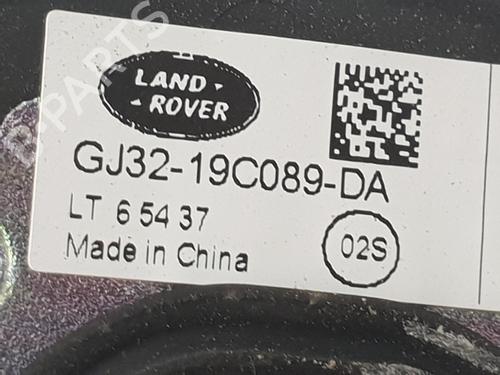 LAND
ROVER
GJ32-19C089-DA
LT 6 54 37
Made in China
02S